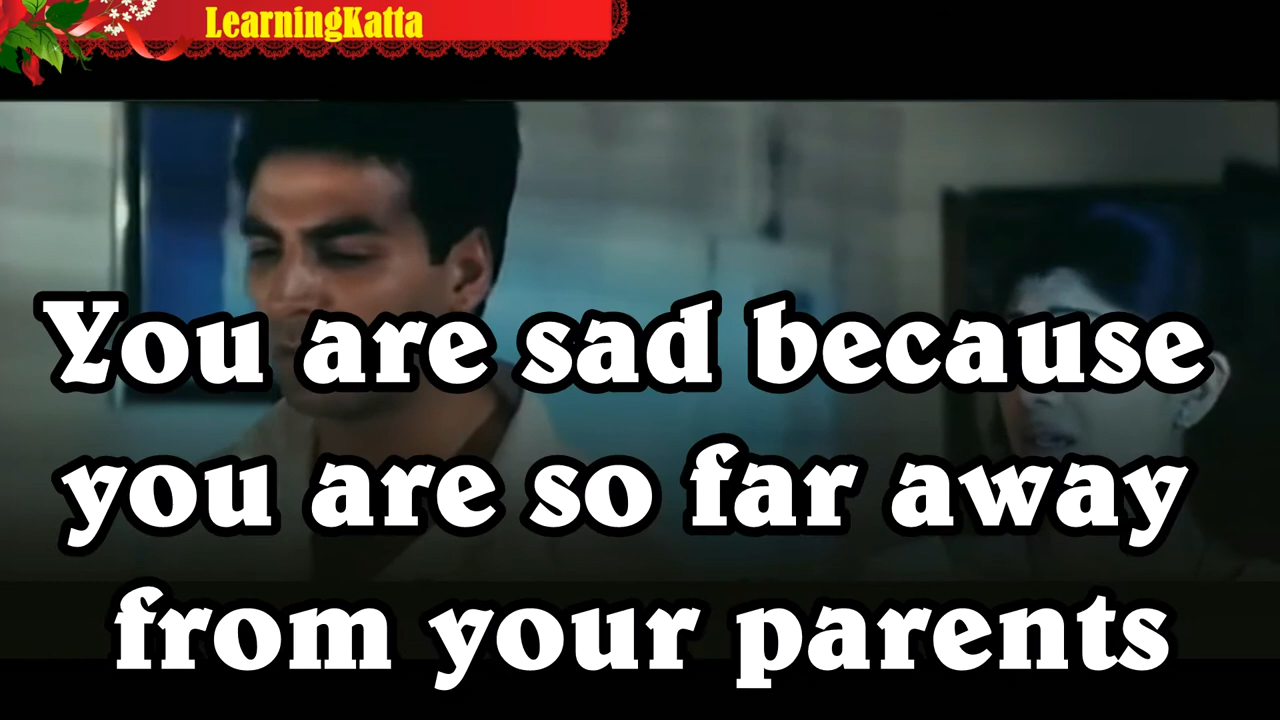 LearningKatta
You are sad because
you are so far away
from your parents